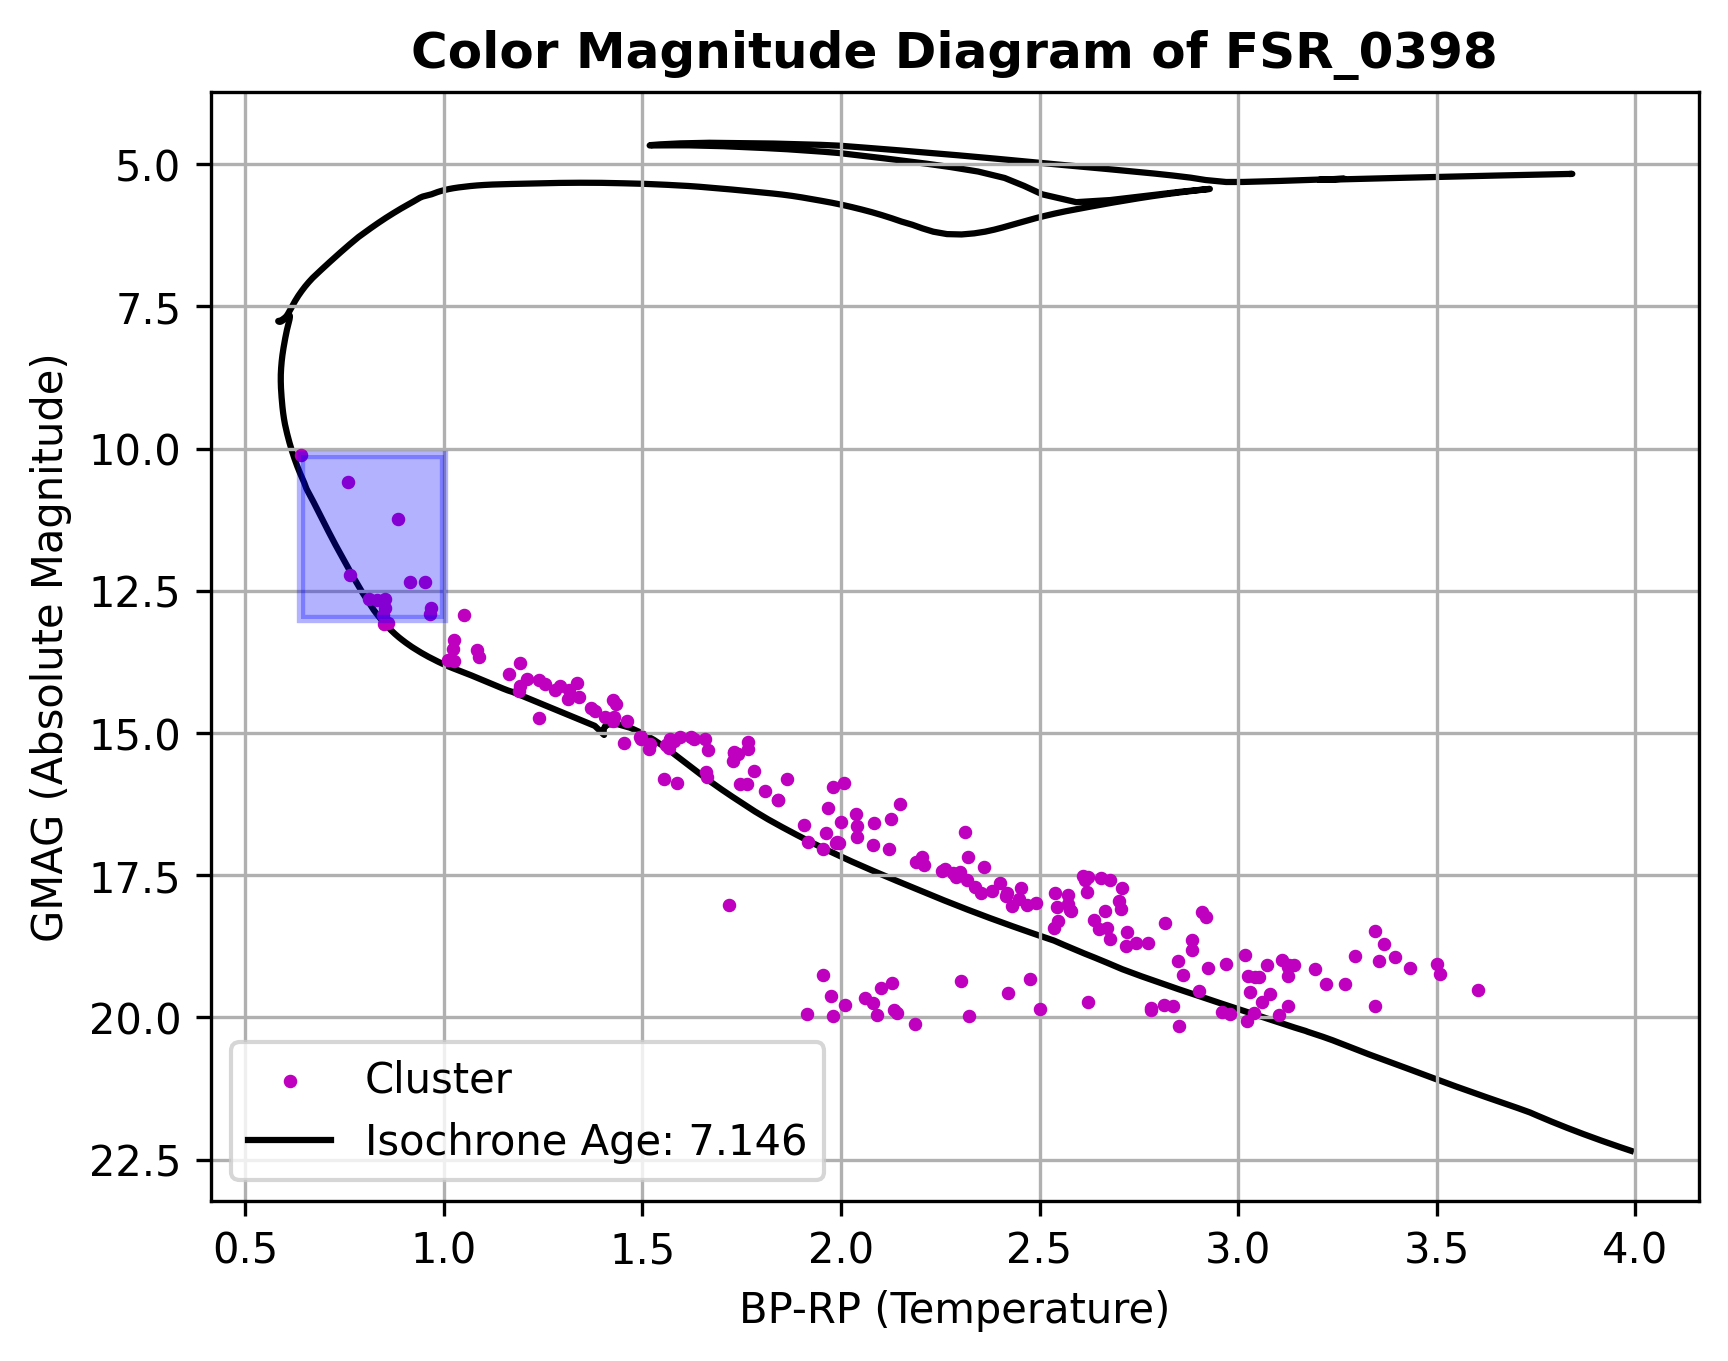 Color Magnitude Diagram of FSR_0398
GMAG (Absolute Magnitude)
5.0
7.5
10.0
12.5
15.0
17.5
20.0
22.5
Cluster
Isochrone Age: 7.146
0.5 1.0 1.5 2.0 2.5 3.0 3.5 4.0
BP-RP (Temperature)